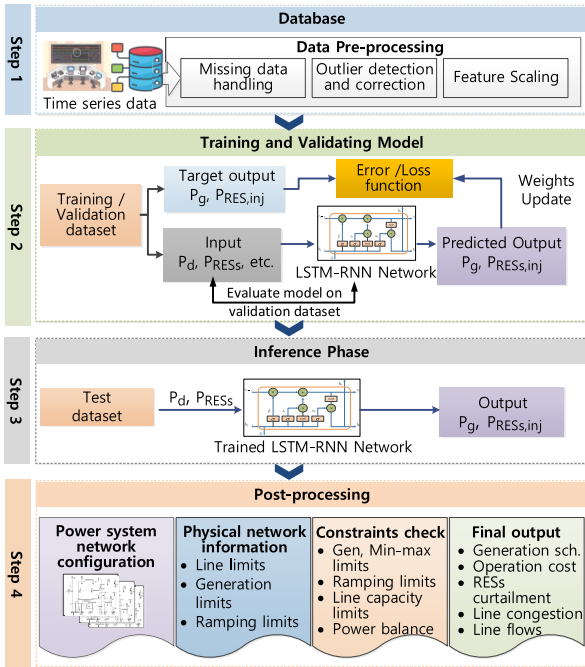 Step 1
Database
Time series data
Data Pre-processing
Missing data
handling
Outlier detection
and correction
Feature Scaling
Step 2
Training and Validating Model
Training /
Validation
dataset
Target output
Pg, PRES,inj
Error /Loss
function
Weights
Update
Input
Pd, PRESs, etc.
LSTM-RNN Network
Predicted Output
Pg, PRESs,inj
Evaluate model on
validation dataset
Step 3
Inference Phase
Test
dataset
Pd, PRESs
Trained LSTM-RNN Network
Output
Pg, PRESs,inj
Step 4
Post-processing
Power system
network
configuration
Physical network
information
• Line limits
• Generation
limits
• Ramping limits
Constraints check
• Gen, Min-max
limits
• Ramping limits
• Line capacity
limits
• Power balance
Final output
• Generation sch.
• Operation cost
• RESs
curtailment
• Line congestion
• Line flows